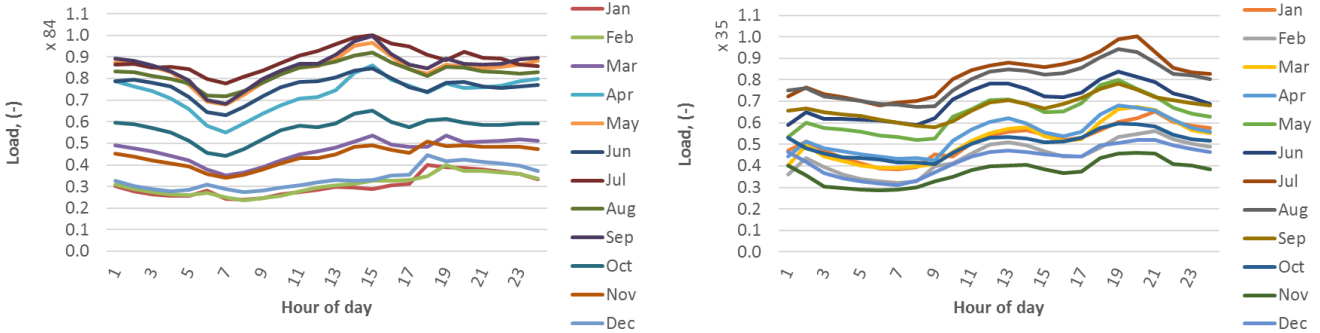 x 84
Load, (-)
1.1
1.0
0.9
0.8
0.7
0.6
0.5
0.4
0.3
0.2
0.1
0.0
1
3
5
7
9
11
13
15
17
19
21
23
Hour of day
Jan
Feb
Mar
Apr
May
Jun
Jul
Aug
Sep
Oct
Nov
Dec
x 35
Load, (-)
1.1
1.0
0.9
0.8
0.7
0.6
0.5
0.4
0.3
0.2
0.1
0.0
1
3
5
7
9
11
13
15
17
19
21
23
Hour of day
Jan
Feb
Mar
Apr
May
Jun
Jul
Aug
Sep
Oct
Nov
Dec